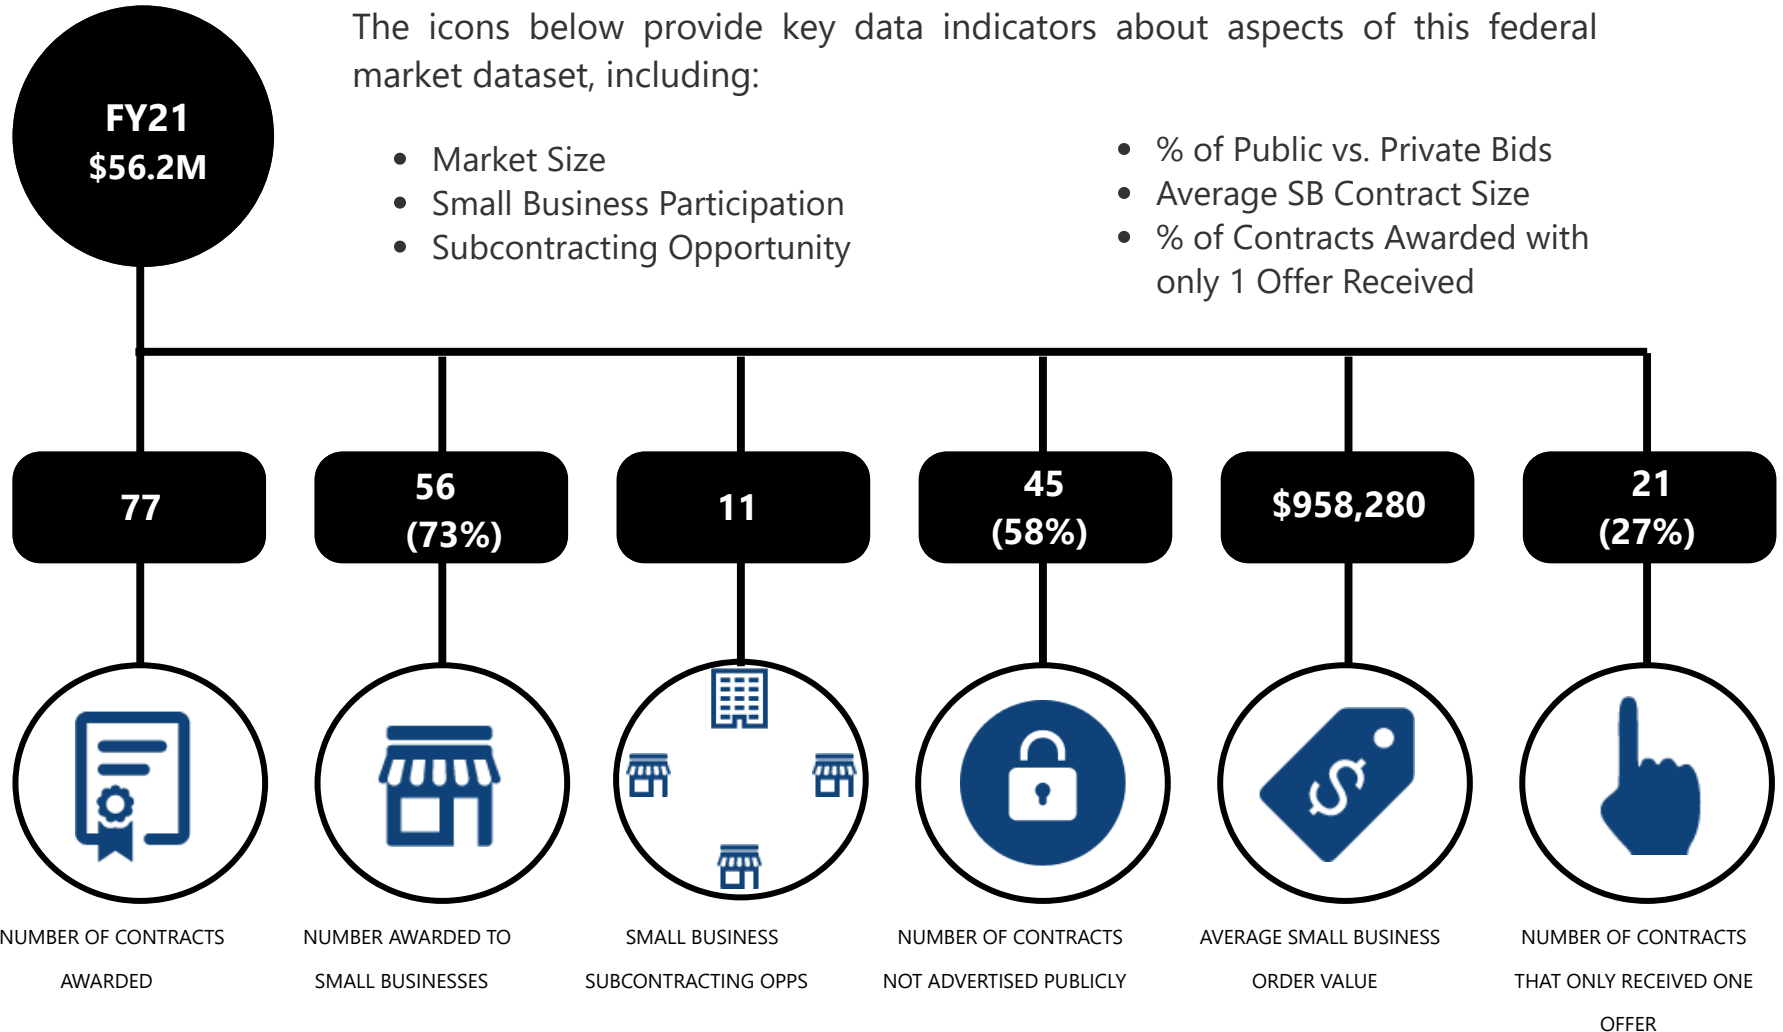 The icons below provide key data indicators about aspects of this federal
market dataset, including:
FY21
$56.2M
• Market Size
• Small Business Participation
• Subcontracting Opportunity
• % of Public vs. Private Bids
• Average SB Contract Size
• % of Contracts Awarded with
only 1 Offer Received
77
56
(73%)
11
45
(58%)
$958,280
21
(27%)
NUMBER OF CONTRACTS
AWARDED
NUMBER AWARDED TO
SMALL BUSINESSES
SMALL BUSINESS
SUBCONTRACTING OPPS
NUMBER OF CONTRACTS
NOT ADVERTISED PUBLICLY
AVERAGE SMALL BUSINESS
ORDER VALUE
NUMBER OF CONTRACTS
THAT ONLY RECEIVED ONE
OFFER